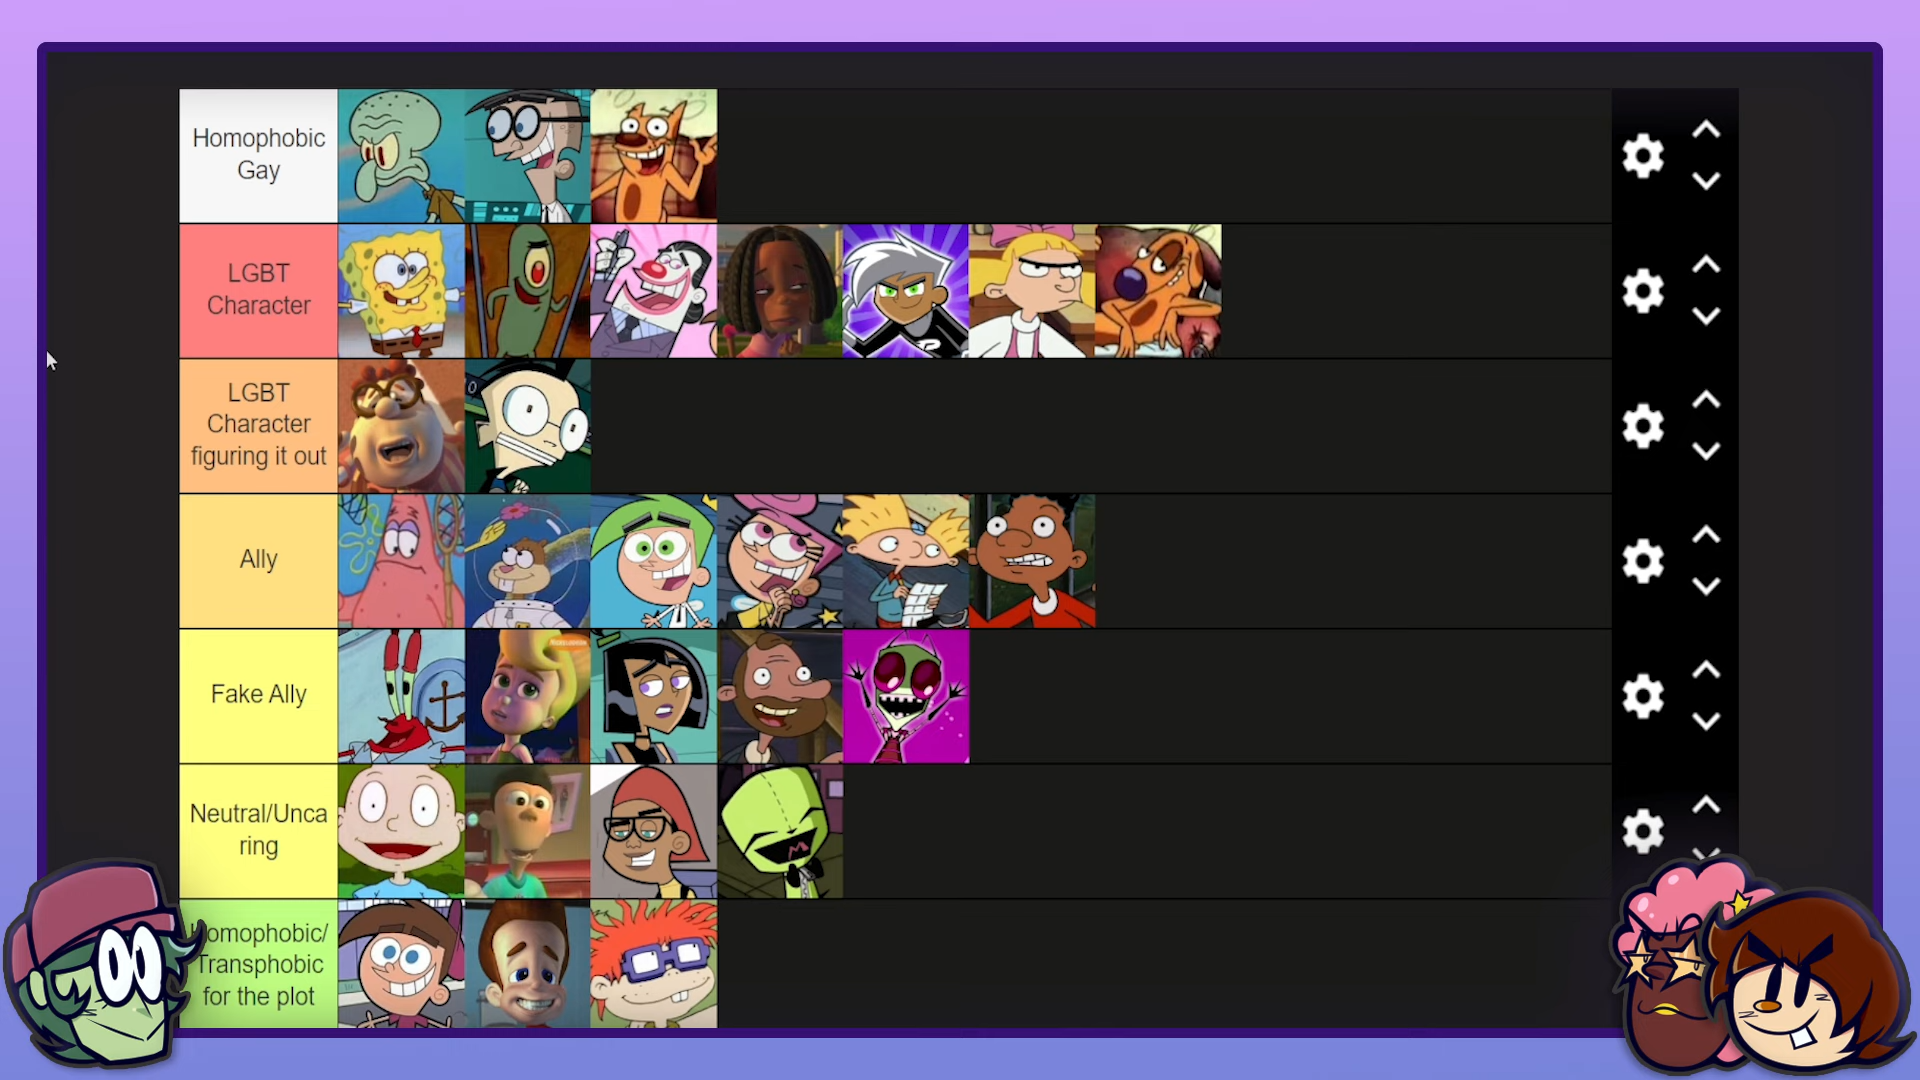 Homophobic
Gay
LGBT
Character
LGBT
Character
figuring it out
Ally
Fake Ally
Neutral/Unca
ring
Homophobic/
Transphobic
for the plot